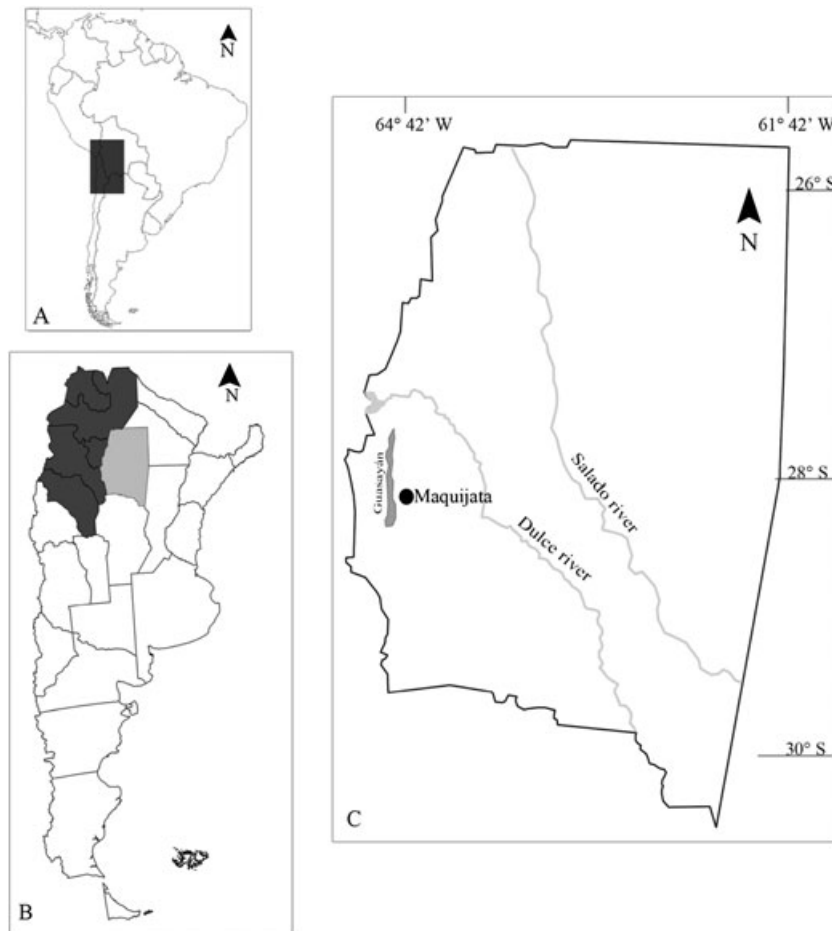 N
A
N
B
64° 42' W
61° 42' W
26° S
N
Salado river
28° S
Guasayán
Maquijata
Dulce river
30° S
C